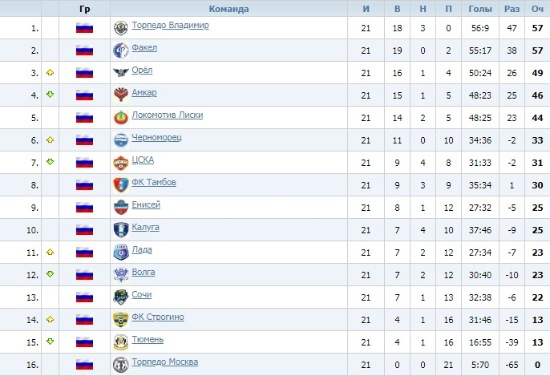 Гр Команда И В Н П Голы Раз Оч
1. Торпедо Владимир 21 18 3 0 56:9 47 57
2. Факел 21 19 0 2 55:17 38 57
3. Орёл 21 16 1 4 50:24 26 49
4. Амкар 21 15 1 5 48:23 25 46
5. Локомотив Лиски 21 14 2 5 48:25 23 44
6. Черноморец 21 11 0 10 34:36 -2 33
7. ЦСКА 21 9 4 8 31:33 -2 31
8. ФК Тамбов 21 9 3 9 35:34 1 30
9. Енисей 21 8 1 12 27:32 -5 25
10. Калуга 21 7 4 10 37:46 -9 25
11. Лада 21 7 2 12 27:34 -7 23
12. Волга 21 7 2 12 30:40 -10 23
13. Сочи 21 7 1 13 32:38 -6 22
14. ФК Строгино 21 4 1 16 31:46 -15 13
15. Тюмень 21 4 1 16 16:55 -39 13
16. Торпедо Москва 21 0 0 21 5:70 -65 0